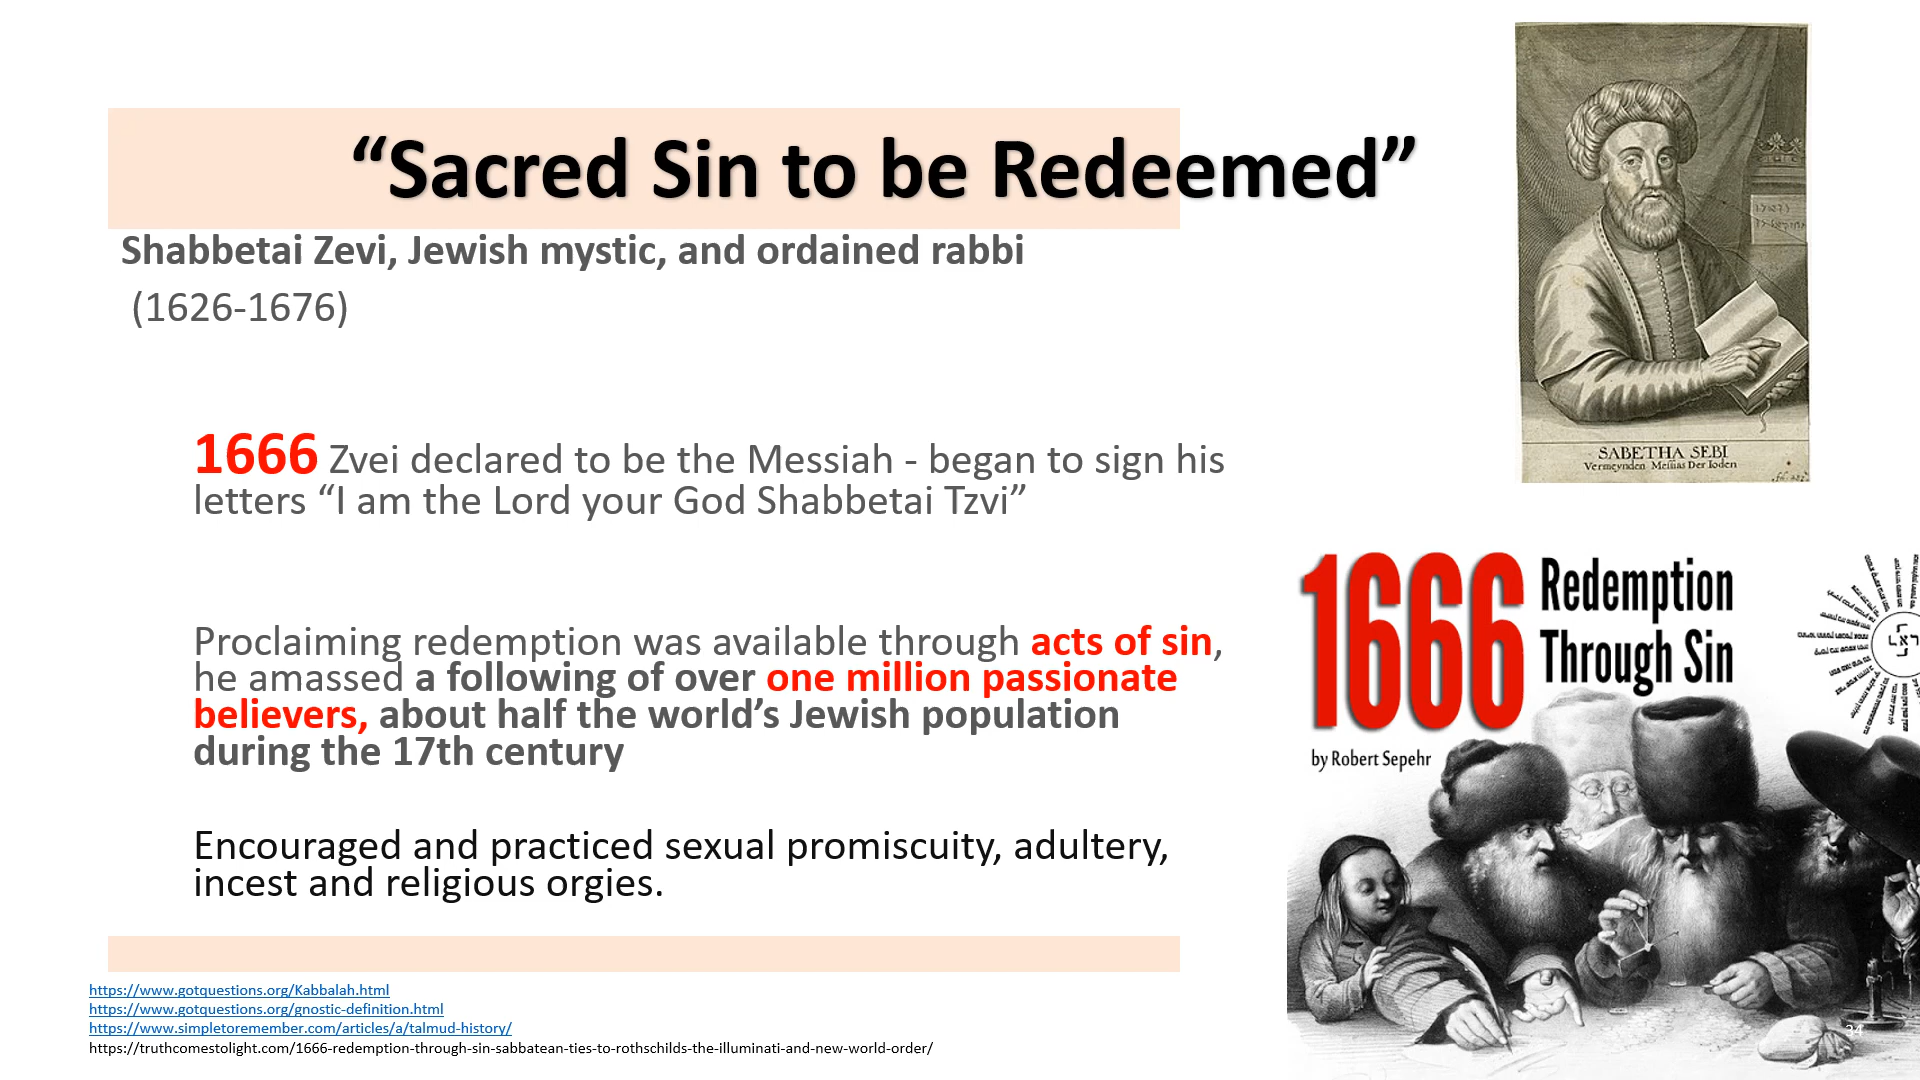 “Sacred Sin to be Redeemed”
Shabbetai Zevi, Jewish mystic, and ordained rabbi
(1626-1676)
1666 Zvei declared to be the Messiah - began to sign his
letters “I am the Lord your God Shabbetai Tzvi”
Proclaiming redemption was available through acts of sin,
he amassed a following of over one million passionate
believers, about half the world’s Jewish population
during the 17th century
Encouraged and practiced sexual promiscuity, adultery,
incest and religious orgies.
https://www.gotquestions.org/Kabbalah.html
https://www.gotquestions.org/gnostic-definition.html
https://www.simpletoremember.com/articles/a/talmud-history/
https://truthcomestolight.com/1666-redemption-through-sin-sabbatean-ties-to-rothschilds-the-illuminati-and-new-world-order/
SABETHA SEBI
Vermeynden Messias Der Ioden
1666 Redemption
Through Sin
by Robert Sepehr
34